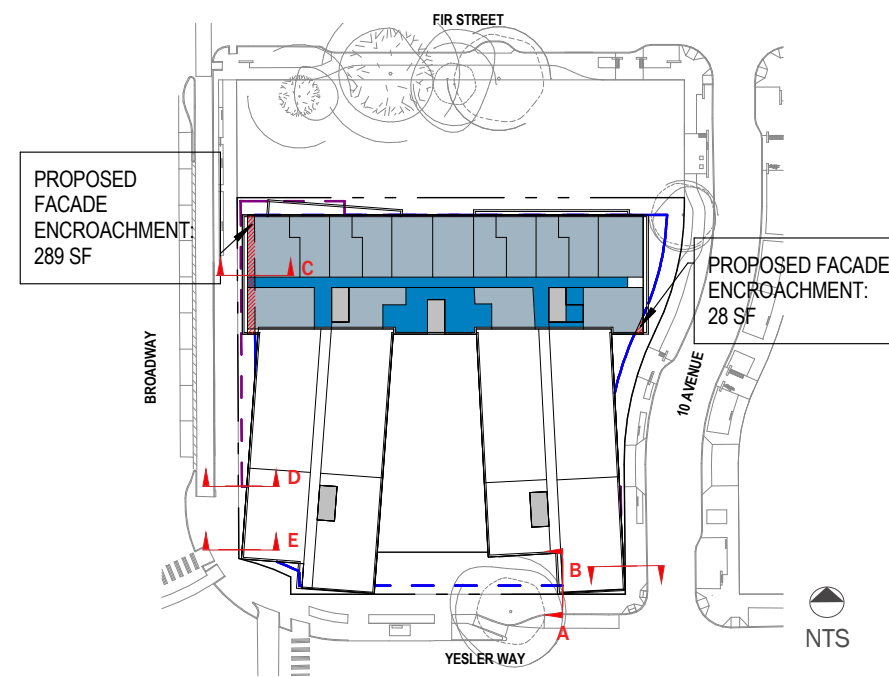 FIR STREET
PROPOSED
FACADE
ENCROACHMENT:
289 SF
C
PROPOSED FACADE
ENCROACHMENT:
28 SF
BROADWAY
10 AVENUE
D
E
B
A
NTS
YESLER WAY